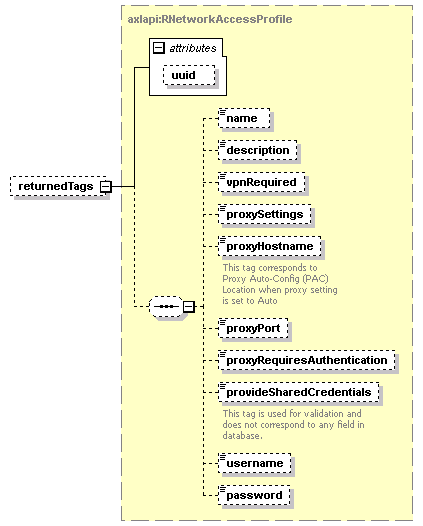 axlapi:RNetworkAccessProfile
attributes
uuid
returnedTags
name
description
vpnRequired
proxySettings
proxyHostname
This tag corresponds to
Proxy Auto-Config (PAC)
Location when proxy setting
is set to Auto
proxyPort
proxyRequiresAuthentication
provideSharedCredentials
This tag is used for validation and
does not correspond to any field in
database.
username
password